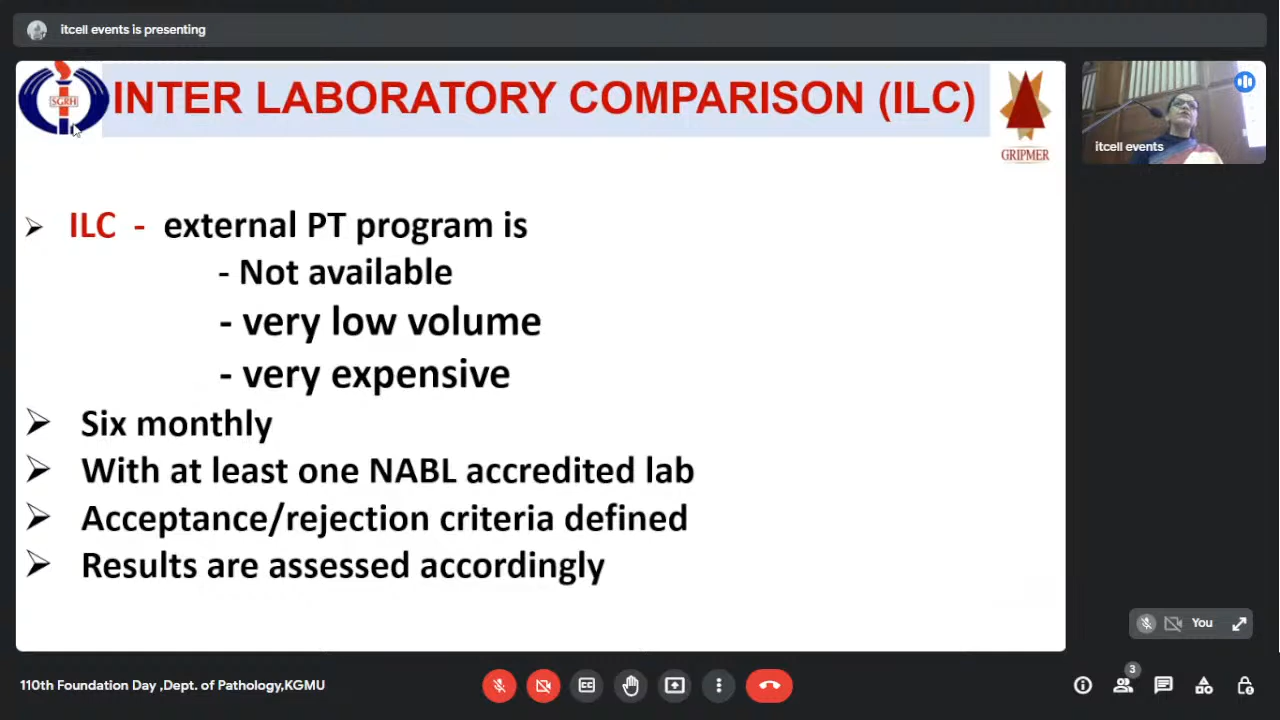 itcell events is presenting
SGRH
INTER LABORATORY COMPARISON (ILC)
GRIPMER
itcell events
➢ ILC - external PT program is
- Not available
- very low volume
- very expensive
➢ Six monthly
➢ With at least one NABL accredited lab
➢ Acceptance/rejection criteria defined
➢ Results are assessed accordingly
You
110th Foundation Day ,Dept. of Pathology,KGMU
3